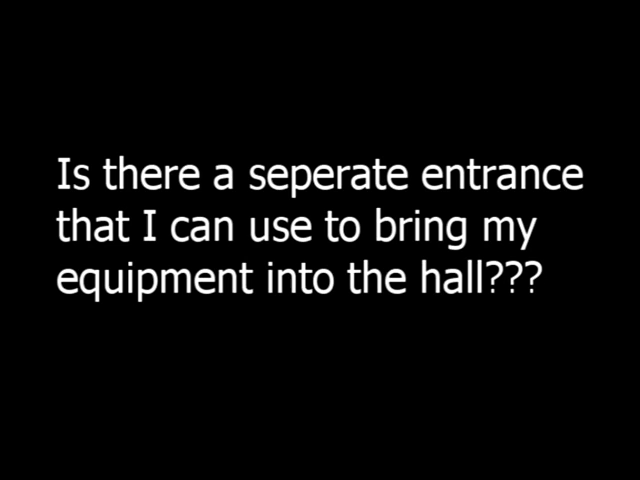 Is there a seperate entrance
that I can use to bring my
equipment into the hall???